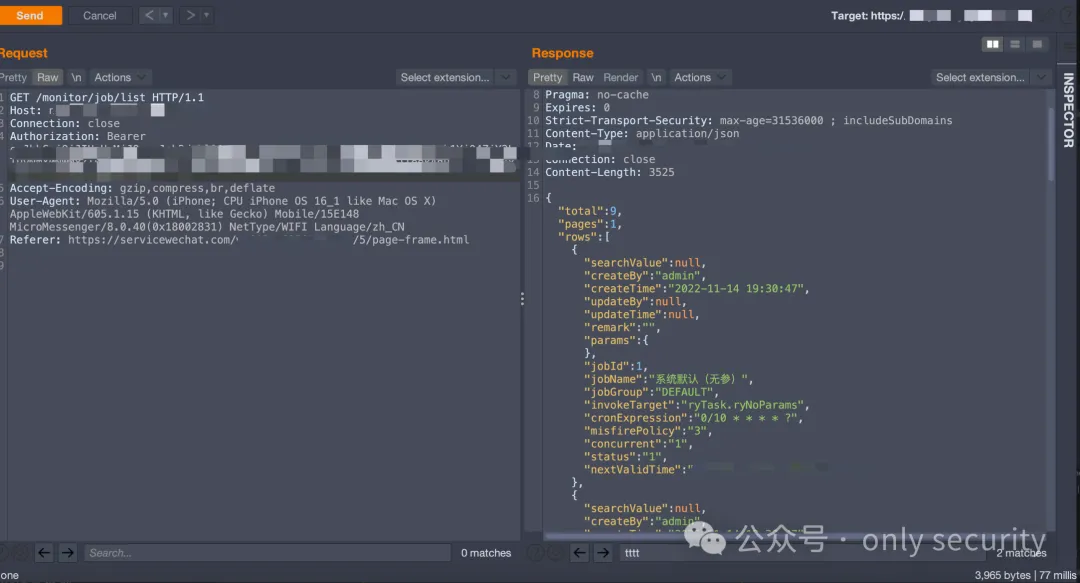 Send
Cancel
<
>
Target: https:/
Request
Pretty
Raw
\n
Actions
Select extension...
GET /monitor/job/list HTTP/1.1
Host:
Connection: close
Authorization: Bearer
Accept-Encoding: gzip,compress,br,deflate
User-Agent: Mozilla/5.0 (iPhone; CPU iPhone OS 16_1 like Mac OS X)
AppleWebKit/605.1.15 (KHTML, like Gecko) Mobile/15E148
MicroMessenger/8.0.40(0x18002831) NetType/WIFI Language/zh_CN
Referer: https://servicewechat.com/ /5/page-frame.html
Search...
0 matches
Response
Pretty
Raw
Render
\n
Actions
Select extension...
8 Pragma: no-cache
9 Expires: 0
10 Strict-Transport-Security: max-age=31536000 ; includeSubDomains
11 Content-Type: application/json
12 Date:
13 Connection: close
14 Content-Length: 3525
15
16 {
"total":9,
"pages":1,
"rows":[
{
"searchValue":null,
"createBy":"admin",
"createTime":"2022-11-14 19:30:47",
"updateBy":null,
"updateTime":null,
"remark":"",
"params":{
},
"jobId":1,
"jobName":"系统默认（无参）",
"jobGroup":"DEFAULT",
"invokeTarget":"ryTask.ryNoParams",
"cronExpression":"0/10 * * * * ?",
"misfirePolicy":"3",
"concurrent":"1",
"status":"1",
"nextValidTime":"
},
{
"searchValue":null,
"createBy":"admin"
tttt
2 matches
INSPECTOR
公众号 · only security
3,965 bytes | 77 millis